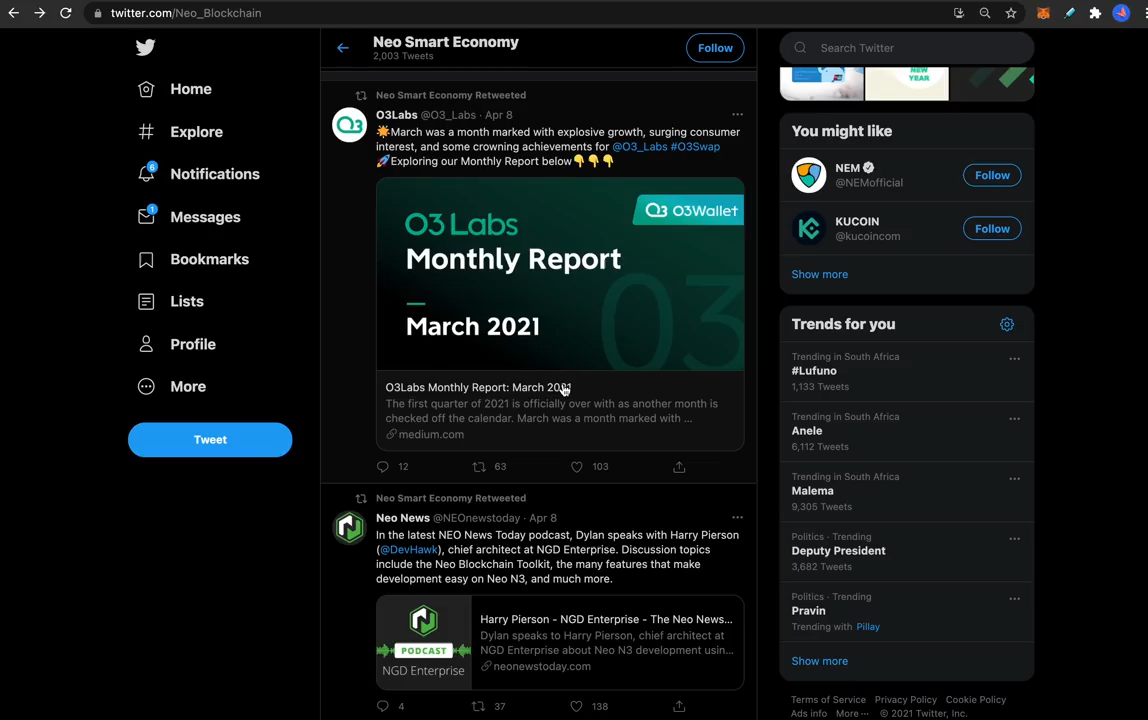 twitter.com/Neo_Blockchain
Home
Explore
6
Notifications
1
Messages
Bookmarks
Lists
Profile
More
Tweet
Neo Smart Economy
2,003 Tweets
Follow
Neo Smart Economy Retweeted
O3Labs @O3_Labs · Apr 8
March was a month marked with explosive growth, surging consumer
interest, and some crowning achievements for @O3_Labs #O3Swap
Exploring our Monthly Report below
O3 O3Wallet
O3 Labs
Monthly Report
March 2021
03
O3Labs Monthly Report: March 2021
The first quarter of 2021 is officially over with as another month is
checked off the calendar. March was a month marked with ...
medium.com
12 63 103
Neo Smart Economy Retweeted
Neo News @NEOnewstoday · Apr 8
In the latest NEO News Today podcast, Dylan speaks with Harry Pierson
(@DevHawk), chief architect at NGD Enterprise. Discussion topics
include the Neo Blockchain Toolkit, the many features that make
development easy on Neo N3, and much more.
PODCAST
NGD Enterprise
Harry Pierson - NGD Enterprise - The Neo News...
Dylan speaks to Harry Pierson, chief architect at
NGD Enterprise about Neo N3 development usin...
neonewstoday.com
4 37 138
Search Twitter
NEW
YEAR
You might like
NEM
@NEMofficial
Follow
KUCOIN
@kucoincom
Follow
Show more
Trends for you
Trending in South Africa
#Lufuno
1,133 Tweets
Trending in South Africa
Anele
6,112 Tweets
Trending in South Africa
Malema
9,305 Tweets
Politics · Trending
Deputy President
3,682 Tweets
Politics · Trending
Pravin
Trending with Pillay
Show more
Terms of Service Privacy Policy Cookie Policy
Ads info More ··· © 2021 Twitter, Inc.